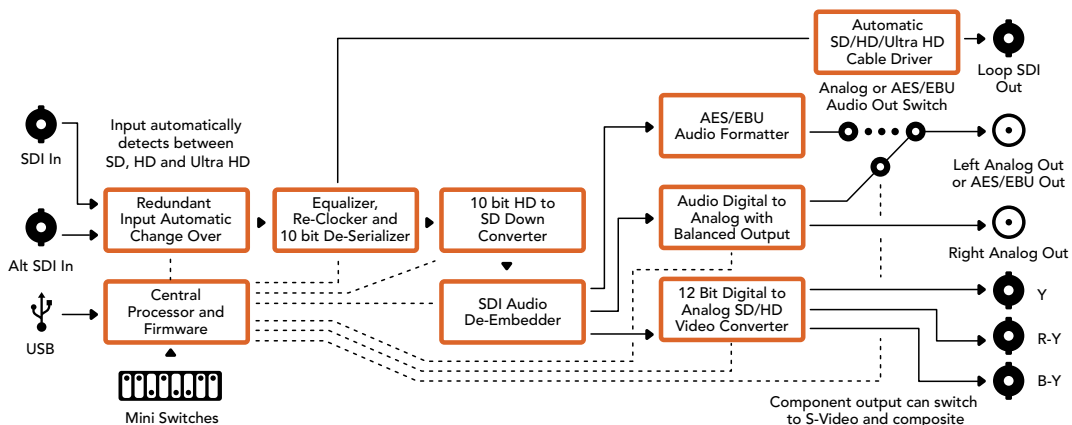 Automatic
SD/HD/Ultra HD
Cable Driver
Loop SDI
Out
Analog or AES/EBU
Audio Out Switch
SDI In
Input automatically
detects between
SD, HD and Ultra HD
AES/EBU
Audio Formatter
Left Analog Out
or AES/EBU Out
Alt SDI In
Redundant
Input Automatic
Change Over
Equalizer,
Re-Clocker and
10 bit De-Serializer
10 bit HD to
SD Down
Converter
Audio Digital to
Analog with
Balanced Output
Right Analog Out
USB
Central
Processor and
Firmware
SDI Audio
De-Embedder
12 Bit Digital to
Analog SD/HD
Video Converter
Y
R-Y
B-Y
Mini Switches
Component output can switch
to S-Video and composite